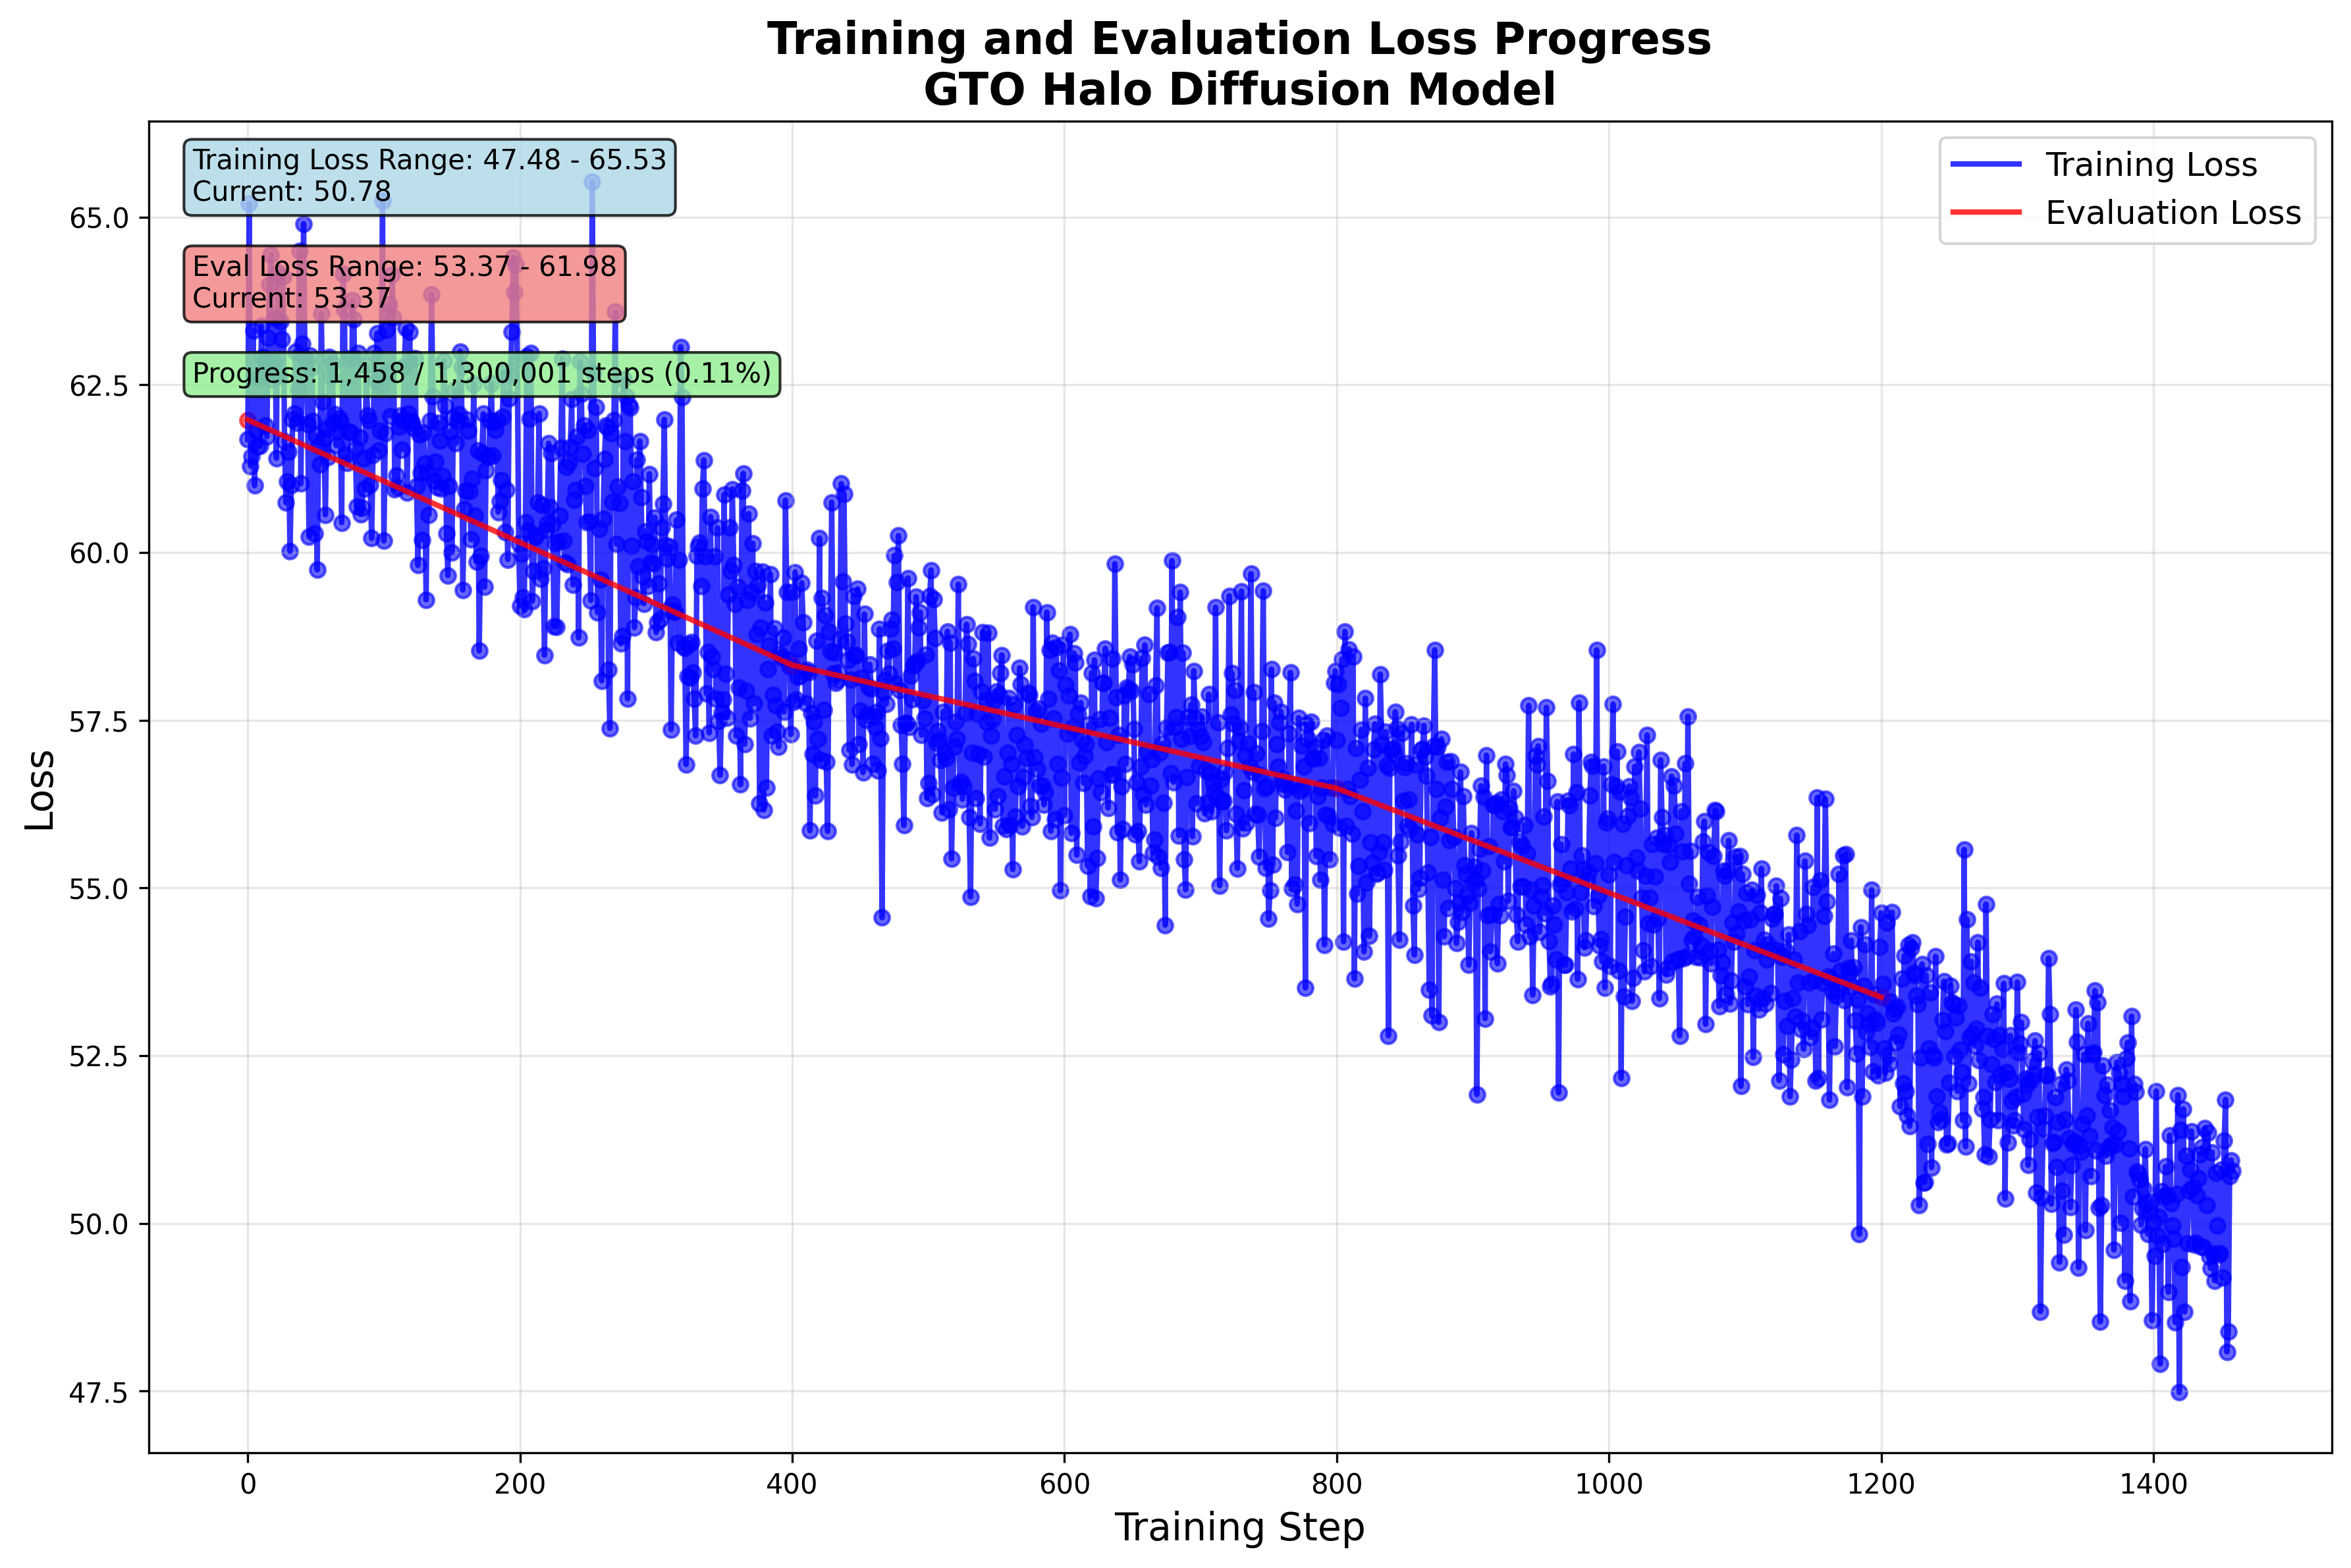 Training and Evaluation Loss Progress
GTO Halo Diffusion Model
Training Loss Range: 47.48 - 65.53
Current: 50.78
Eval Loss Range: 53.37 - 61.98
Current: 53.37
Progress: 1,458 / 1,300,001 steps (0.11%)
Training Loss
Evaluation Loss
65.0
62.5
60.0
57.5
55.0
52.5
50.0
47.5
Loss
0 200 400 600 800 1000 1200 1400
Training Step